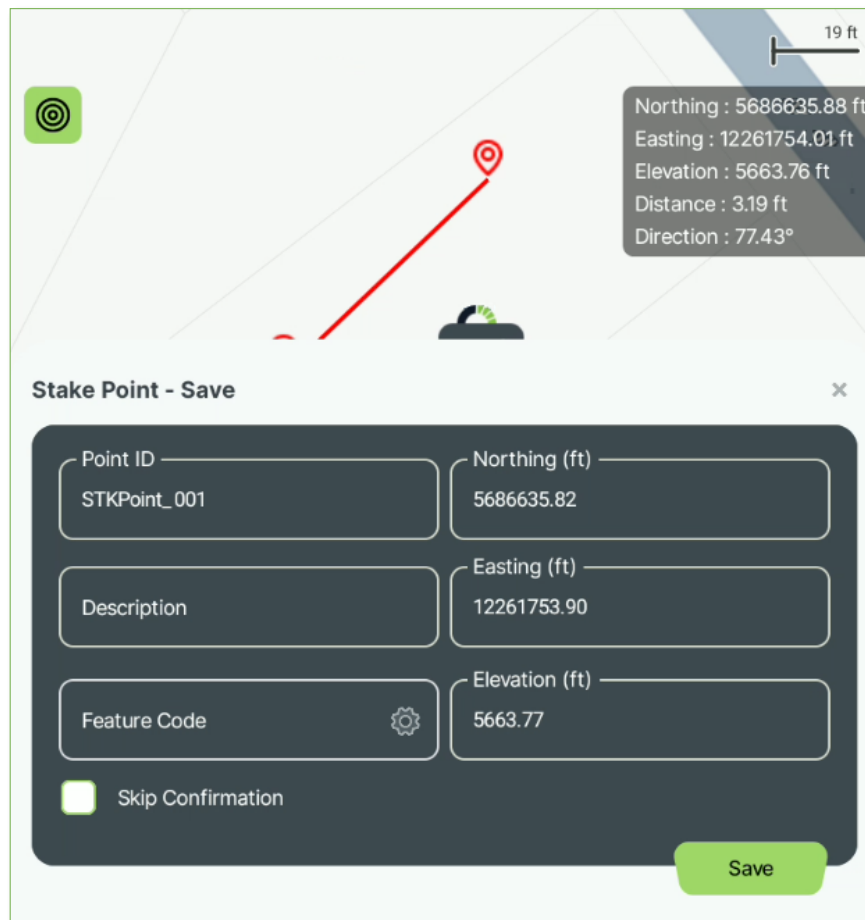 19 ft
Northing : 5686635.88 ft
Easting : 12261754.01 ft
Elevation : 5663.76 ft
Distance : 3.19 ft
Direction : 77.43°
Stake Point - Save
Point ID
STKPoint_001
Northing (ft)
5686635.82
Description
Easting (ft)
12261753.90
Feature Code
Elevation (ft)
5663.77
Skip Confirmation
Save